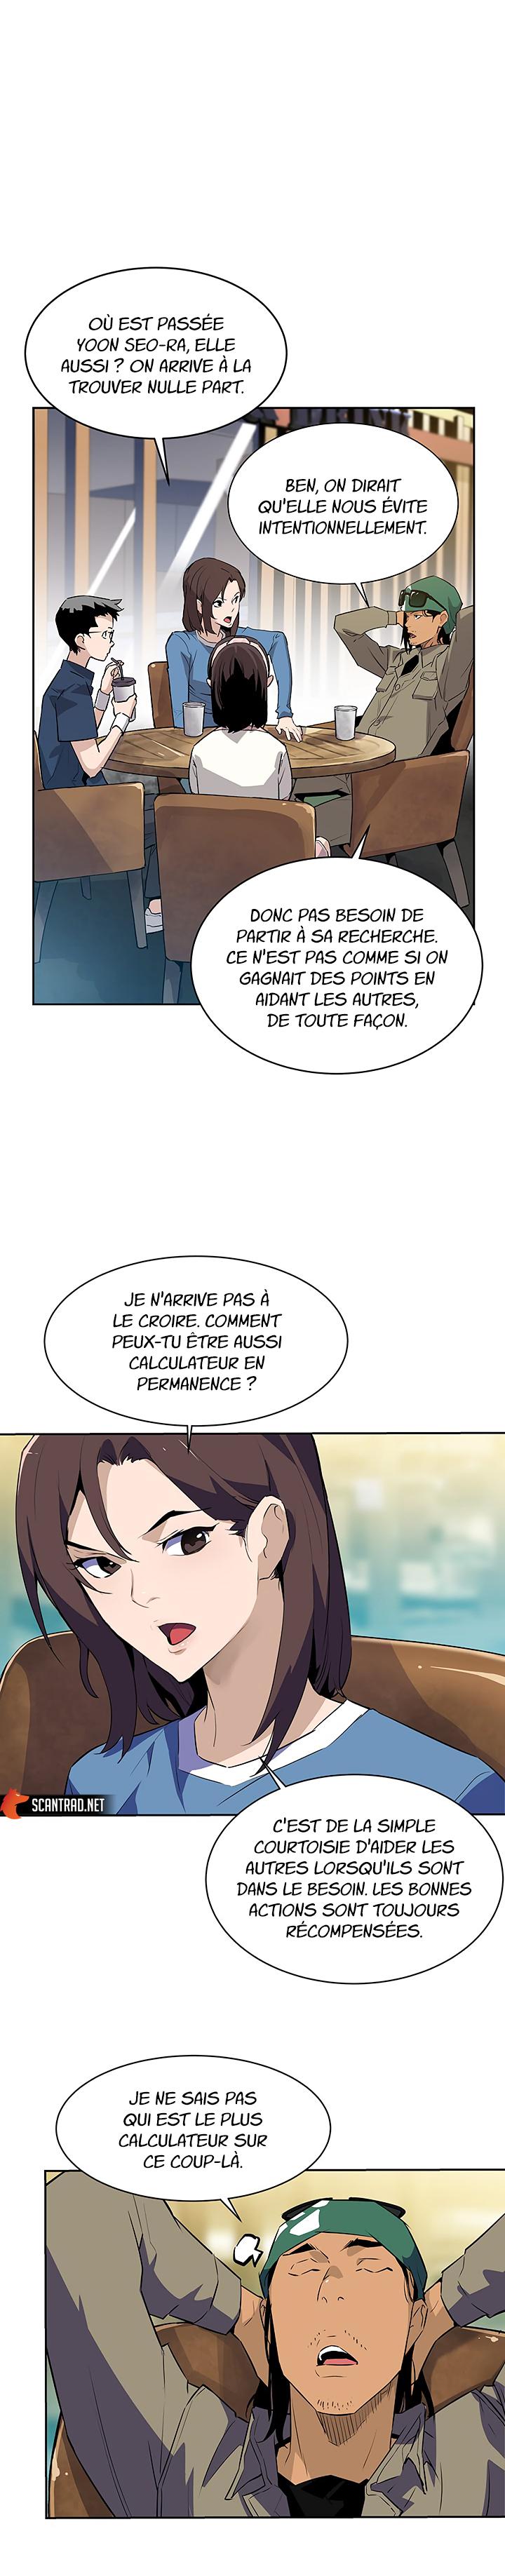 OÙ EST PASSÉE
YOON SEO-RA, ELLE
AUSSI ? ON ARRIVE À LA
TROUVER NULLE PART.
BEN, ON DIRAIT
QU'ELLE NOUS ÉVITE
INTENTIONNELLEMENT.
DONC PAS BESOIN DE
PARTIR À SA RECHERCHE.
CE N'EST PAS COMME SI ON
GAGNAIT DES POINTS EN
AIDANT LES AUTRES,
DE TOUTE FAÇON.
JE N'ARRIVE PAS À
LE CROIRE. COMMENT
PEUX-TU ÊTRE AUSSI
CALCULATEUR EN
PERMANENCE ?
SCANTRAD.NET
C'EST DE LA SIMPLE
COURTOISIE D'AIDER LES
AUTRES LORSQU'ILS SONT
DANS LE BESOIN. LES BONNES
ACTIONS SONT TOUJOURS
RÉCOMPENSÉES.
JE NE SAIS PAS
QUI EST LE PLUS
CALCULATEUR SUR
CE COUP-LÀ.